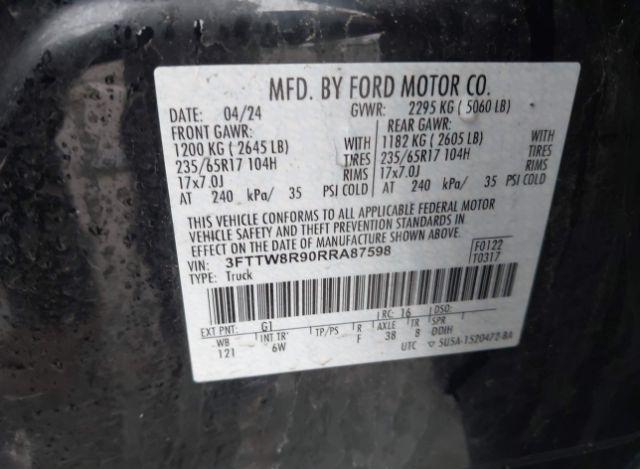 MFD. BY FORD MOTOR CO.
DATE: 04/24 GVWR: 2295 KG ( 5060 LB)
FRONT GAWR: REAR GAWR:
1200 KG ( 2645 LB) WITH 1182 KG ( 2605 LB) WITH
235/65R17 104H TIRES 235/65R17 104H TIRES
17x7.0J RIMS 17x7.0J RIMS
AT 240 kPa/ 35 PSI COLD AT 240 kPa/ 35 PSI COLD
THIS VEHICLE CONFORMS TO ALL APPLICABLE FEDERAL MOTOR
VEHICLE SAFETY AND THEFT PREVENTION STANDARDS IN
EFFECT ON THE DATE OF MANUFACTURE SHOWN ABOVE.
VIN: 3FTTW8R90RRA87598 F0122
TYPE: Truck T0317
EXT PNT: G1 RC: 16 DSO:
WB INT TR TP/PS R AXLE TR SPR
121 6W F 38 8 DDIH
UTC ▽ SU5A-1520472-BA